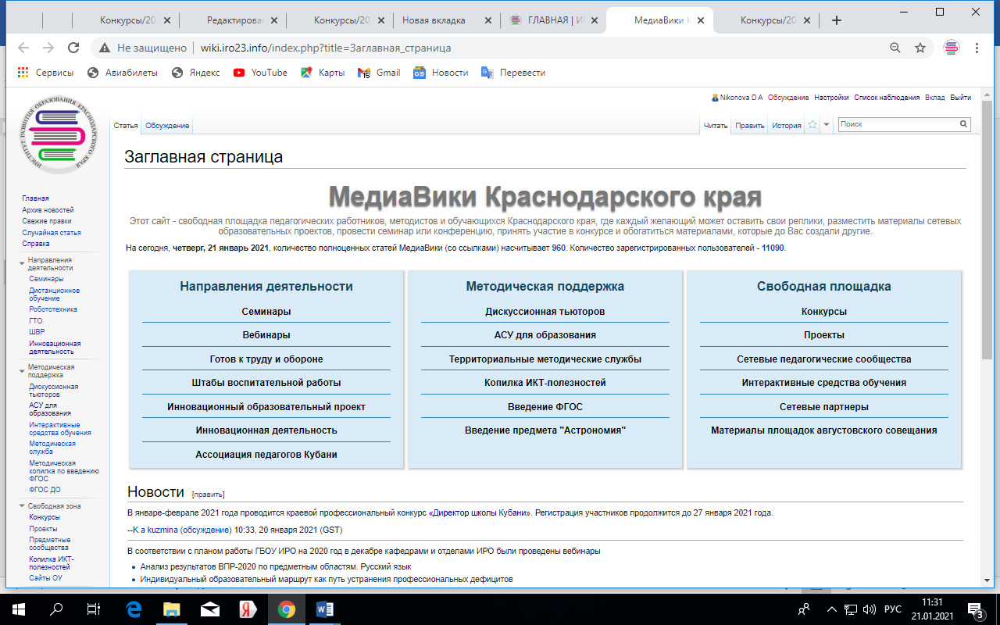 Конкурсы/20
Редактирован
Конкурсы/20
Новая вкладка
ГЛАВНАЯ | И
МедиаВики К
Конкурсы/20
Не защищено
wiki.iro23.info/index.php?title=Заглавная_страница
Сервисы
Авиабилеты
Яндекс
YouTube
Карты
Gmail
Новости
Перевести
ИНСТИТУТ РАЗВИТИЯ ОБРАЗОВАНИЯ КРАСНОДАРСКОГО КРАЯ
Nikonova D A Обсуждение Настройки Список наблюдения Вклад Выйти
Статья Обсуждение
Читать Править История
Поиск
Заглавная страница
МедиаВики Краснодарского края
Этот сайт - свободная площадка педагогических работников, методистов и обучающихся Краснодарского края, где каждый желающий может оставить свои реплики, разместить материалы сетевых
образовательных проектов, провести семинар или конференцию, принять участие в конкурсе и обогатиться материалами, которые до Вас создали другие.
На сегодня, четверг, 21 январь 2021, количество полноценных статей МедиаВики (со ссылками) насчитывает 960. Количество зарегистрированных пользователей - 11090.
Главная
Архив новостей
Свежие правки
Случайная статья
Справка
Направления
деятельности
Семинары
Дистанционное
обучение
Робототехника
ГТО
ШВР
Инновационная
деятельность
Методическая
поддержка
Дискуссионная
тьюторов
АСУ для
образования
Интерактивные
средства обучения
Методическая
служба
Методическая
копилка по введению
ФГОС
ФГОС ДО
Свободная зона
Конкурсы
Проекты
Предметные
сообщества
Копилка ИКТ-
полезностей
Сайты ОУ
Направления деятельности
Семинары
Вебинары
Готов к труду и обороне
Штабы воспитательной работы
Инновационный образовательный проект
Инновационная деятельность
Ассоциация педагогов Кубани
Методическая поддержка
Дискуссионная тьюторов
АСУ для образования
Территориальные методические службы
Копилка ИКТ-полезностей
Введение ФГОС
Введение предмета "Астрономия"
Свободная площадка
Конкурсы
Проекты
Сетевые педагогические сообщества
Интерактивные средства обучения
Сетевые партнеры
Материалы площадок августовского совещания
Новости [править]
В январе-феврале 2021 года проводится краевой профессиональный конкурс «Директор школы Кубани». Регистрация участников продолжится до 27 января 2021 года.
--K a kuzmina (обсуждение) 10:33, 20 января 2021 (GST)
В соответствии с планом работы ГБОУ ИРО на 2020 год в декабре кафедрами и отделами ИРО были проведены вебинары
Анализ результатов ВПР-2020 по предметным областям. Русский язык
Индивидуальный образовательный маршрут как путь устранения профессиональных дефицитов
РУС
11:31
21.01.2021
3